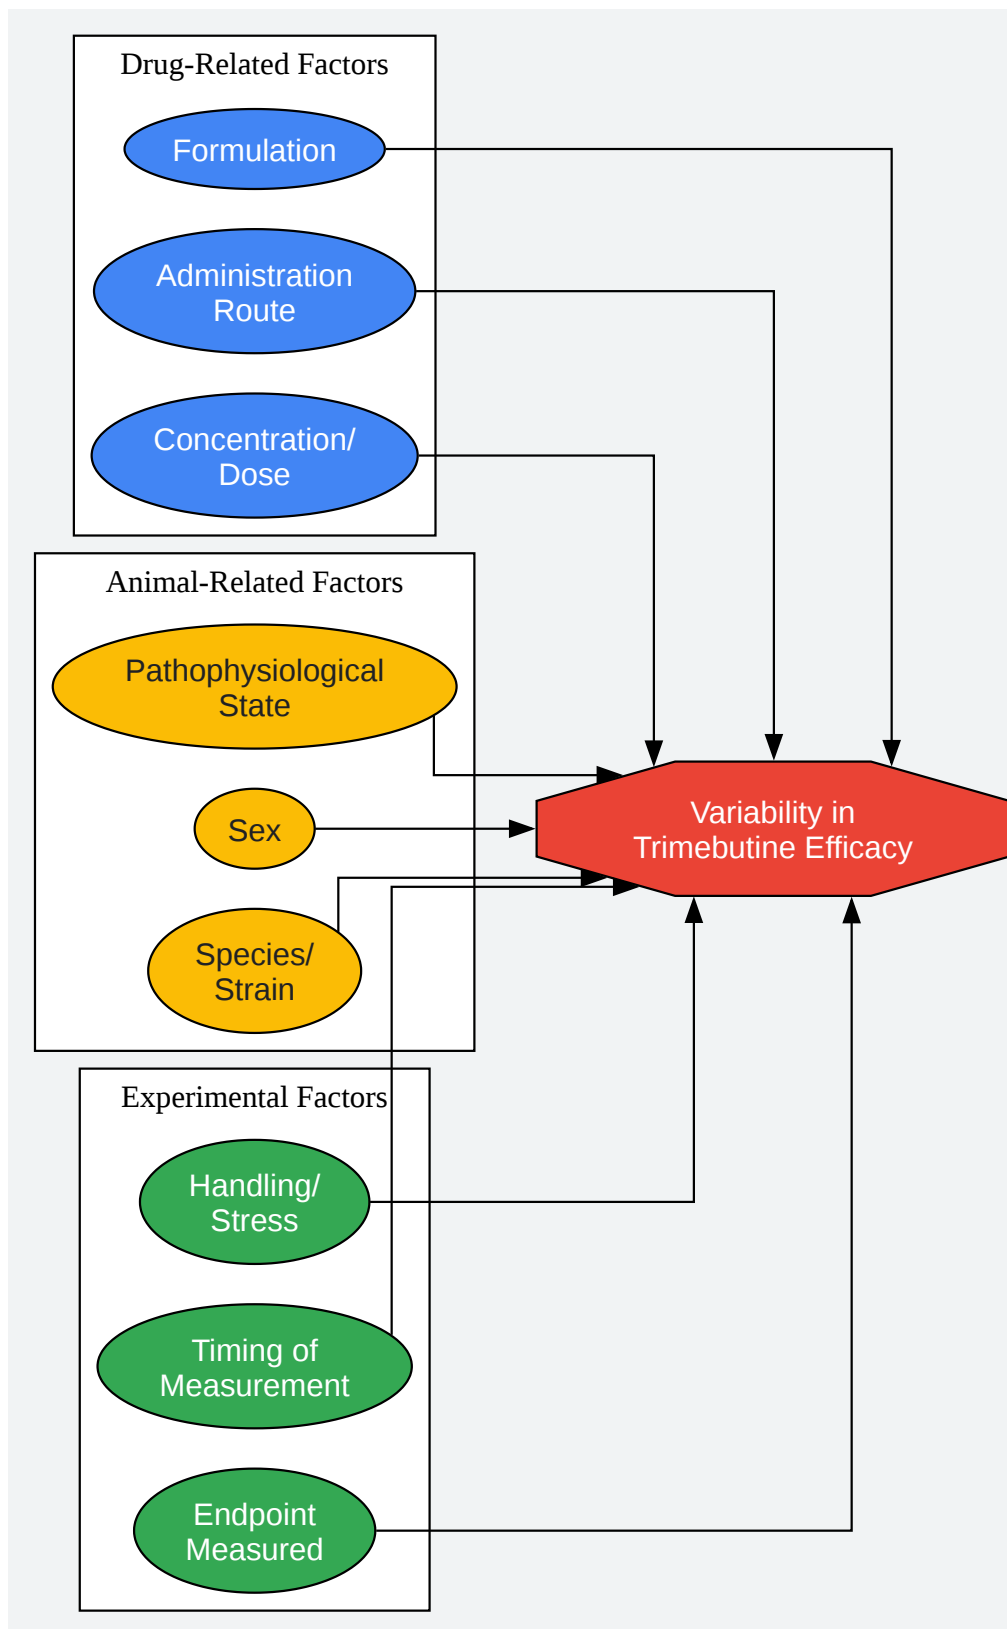 Drug-Related Factors
Formulation
Administration
Route
Concentration/
Dose
Animal-Related Factors
Pathophysiological
State
Sex
Species/
Strain
Variability in
Trimebutine Efficacy
Experimental Factors
Handling/
Stress
Timing of
Measurement
Endpoint
Measured